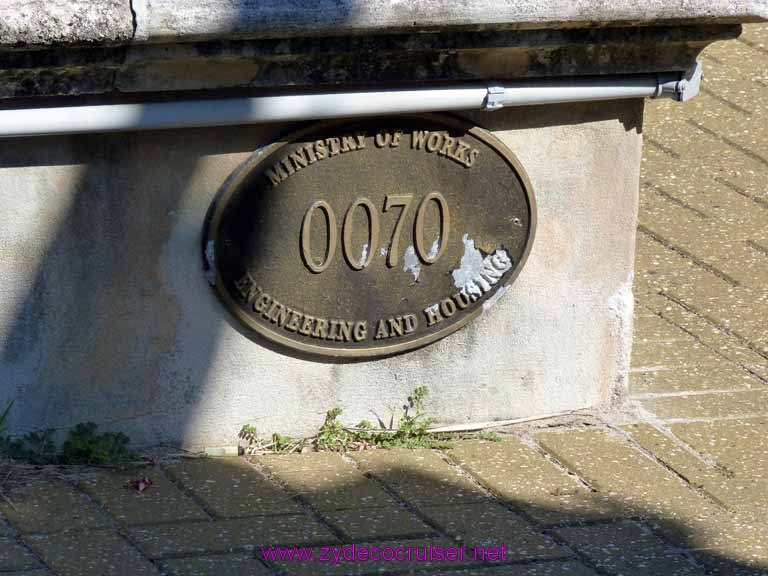 MINISTRY OF WORKS
0070
ENGINEERING AND HOUSING
www.zydecocruiser.net